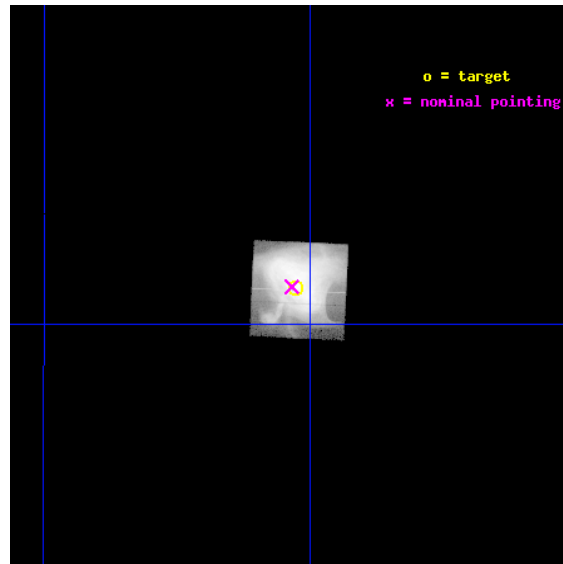 o = target
x = nominal pointing